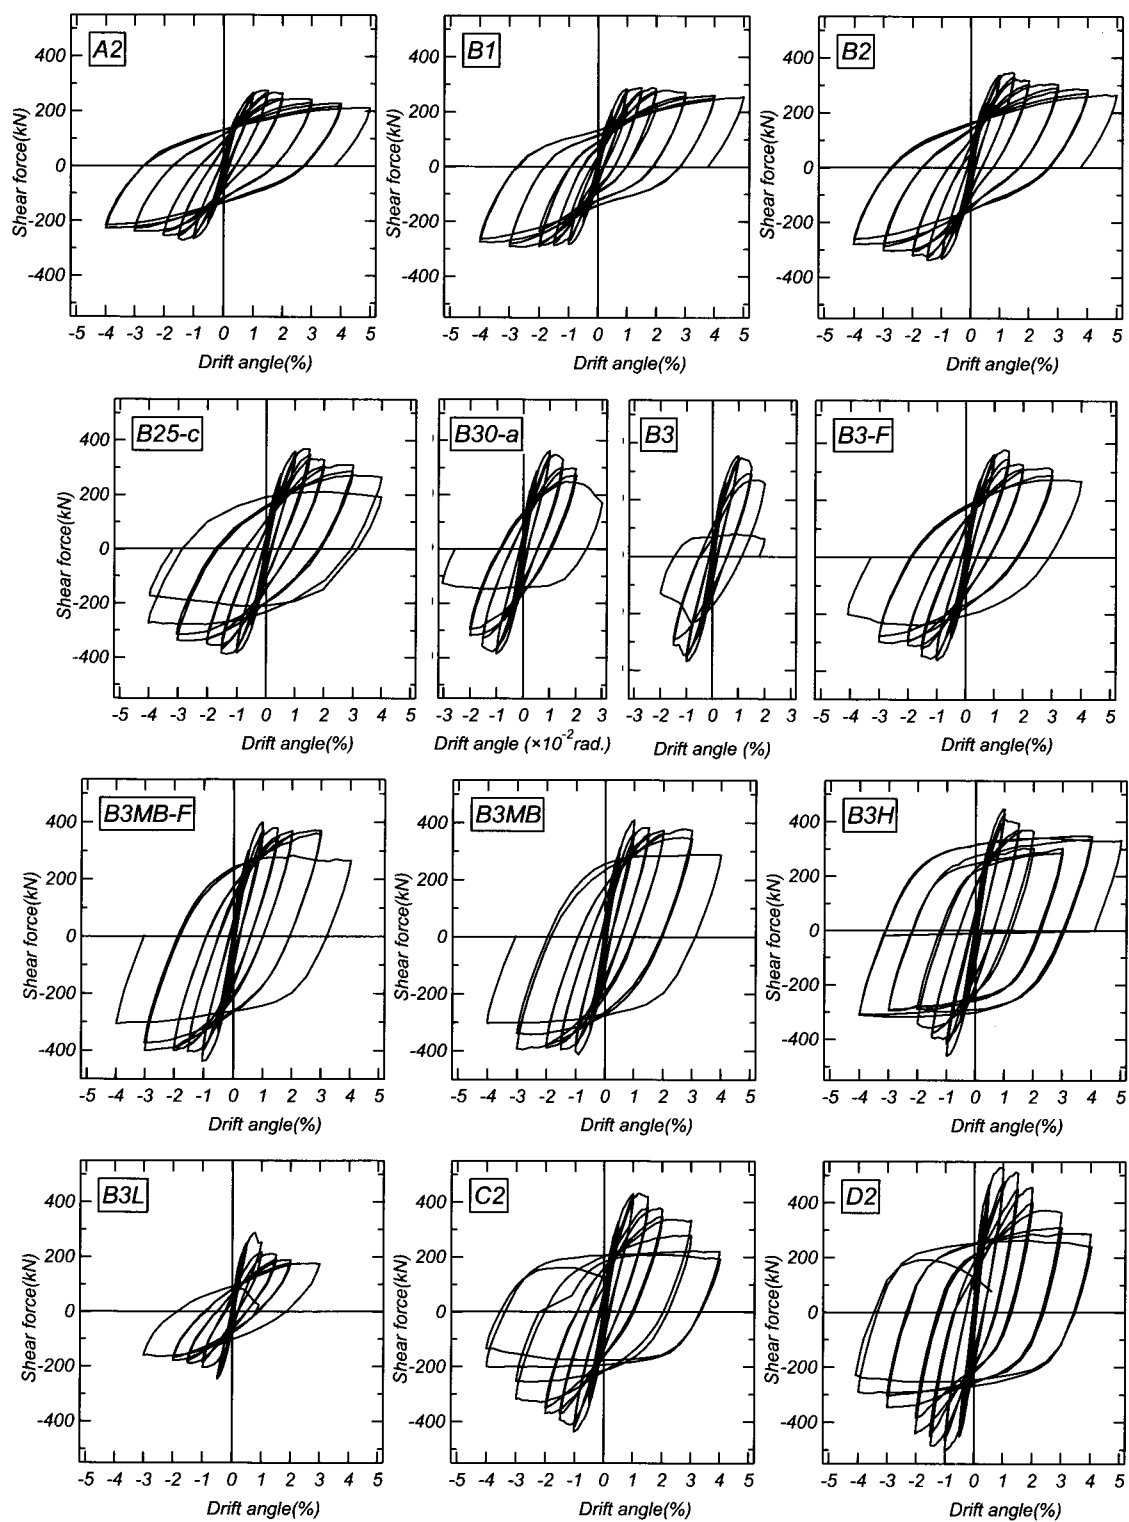 A2
B1
B2
Shear force(kN)
400
200
0
-200
-400
-5 -4 -3 -2 -1 0 1 2 3 4 5
Drift angle(%)
Shear force(kN)
400
200
0
-200
-400
-5 -4 -3 -2 -1 0 1 2 3 4 5
Drift angle(%)
Shear force(kN)
400
200
0
-200
-400
-5 -4 -3 -2 -1 0 1 2 3 4 5
Drift angle(%)
B25-c
B30-a
B3
B3-F
Shear force(kN)
400
200
0
-200
-400
-5 -4 -3 -2 -1 0 1 2 3 4 5
Drift angle(%)
-3 -2 -1 0 1 2 3
Drift angle (×10-2rad.)
-3 -2 -1 0 1 2 3
Drift angle (%)
-5 -4 -3 -2 -1 0 1 2 3 4 5
Drift angle(%)
B3MB-F
B3MB
B3H
Shear force(kN)
400
200
0
-200
-400
-5 -4 -3 -2 -1 0 1 2 3 4 5
Drift angle(%)
Shear force(kN)
400
200
0
-200
-400
-5 -4 -3 -2 -1 0 1 2 3 4 5
Drift angle(%)
Shear force(kN)
400
200
0
-200
-400
-5 -4 -3 -2 -1 0 1 2 3 4 5
Drift angle(%)
B3L
C2
D2
Shear force(kN)
400
200
0
-200
-400
-5 -4 -3 -2 -1 0 1 2 3 4 5
Drift angle(%)
Shear force(kN)
400
200
0
-200
-400
-5 -4 -3 -2 -1 0 1 2 3 4 5
Drift angle(%)
Shear force(kN)
400
200
0
-200
-400
-5 -4 -3 -2 -1 0 1 2 3 4 5
Drift angle(%)